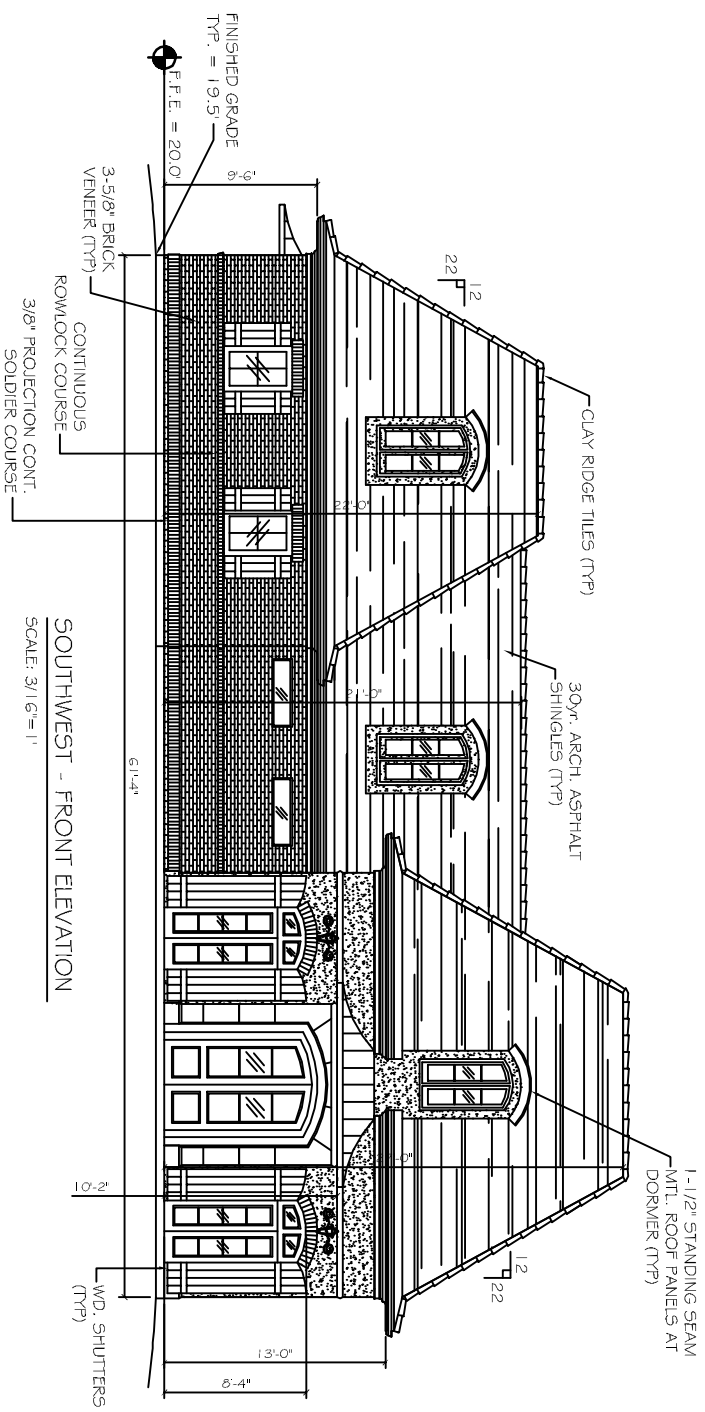 1-1/2" STANDING SEAM
MTL. ROOF PANELS AT
DORMER (TYP)
CLAY RIDGE TILES (TYP)
30yr. ARCH. ASPHALT
SHINGLES (TYP)
12
22
12
22
FINISHED GRADE
TYP. = 19.5'
F.F.E. = 20.0'
9'-6"
22'-0"
21'-0"
10'-2"
13'-0"
8'-4"
3-5/8" BRICK
VENEER (TYP)
CONTINUOUS
ROWLOCK COURSE
3/8" PROJECTION CONT.
SOLDIER COURSE
61'-4"
WD. SHUTTERS
(TYP)
SOUTHWEST - FRONT ELEVATION
SCALE: 3/16"=1'